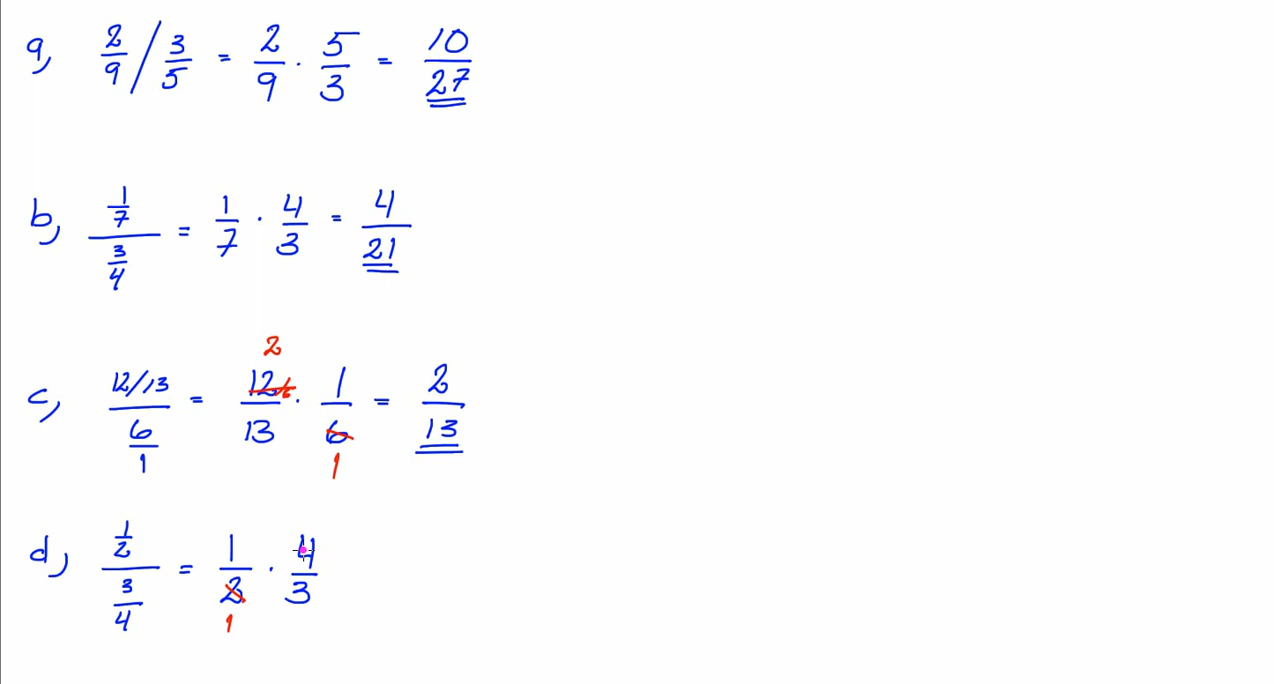 a) 2/9 / 3/5 = 2/9 · 5/3 = 10/27
b) 1/7 / 3/4 = 1/7 · 4/3 = 4/21
2
c) 12/13 / 6/1 = 12/13 · 1/6 = 2/13
1
d) 1/2 / 3/4 = 1/2 · 4/3
1